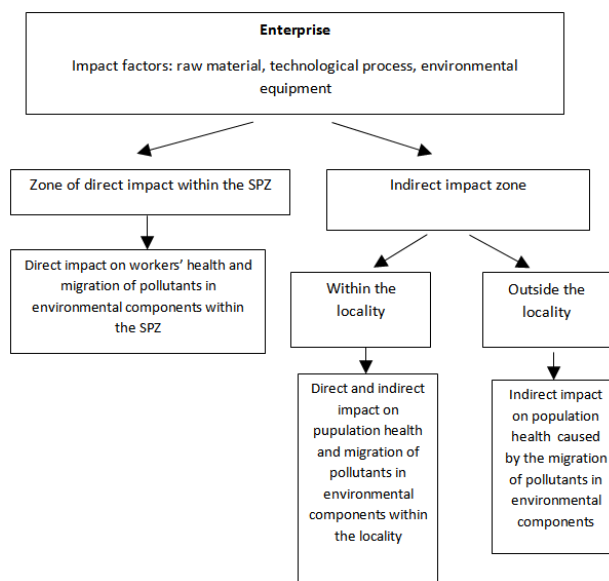 Enterprise
Impact factors: raw material, technological process, environmental
equipment
Zone of direct impact within the SPZ
Indirect impact zone
Direct impact on workers' health and
migration of pollutants in
environmental components within
the SPZ
Within the
locality
Outside the
locality
Direct and indirect
impact on
pupulation health
and migration of
pollutants in
environmental
components within
the locality
Indirect impact
on population
health caused
by the migration
of pollutants in
environmental
components